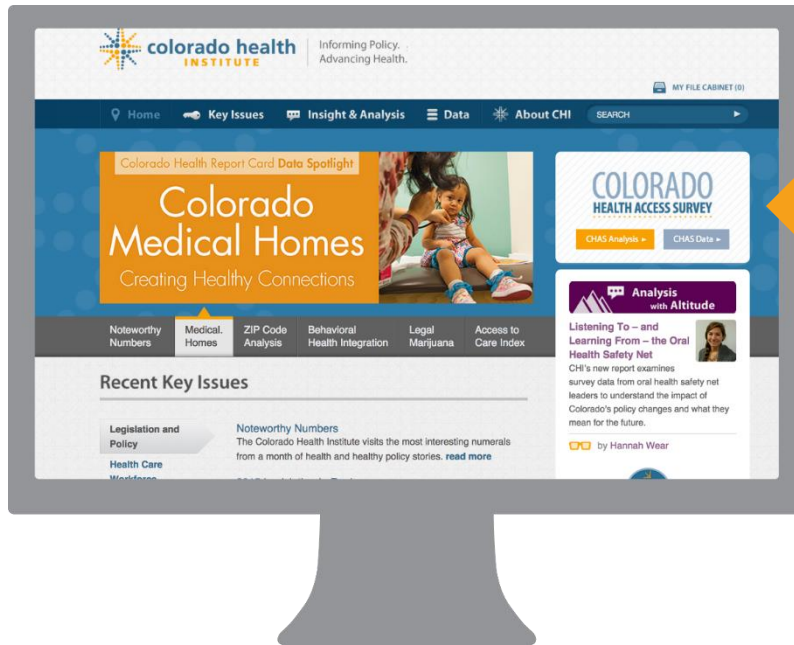 colorado health
INSTITUTE
Informing Policy.
Advancing Health.
MY FILE CABINET (0)
Home
Key Issues
Insight & Analysis
Data
About CHI
SEARCH
Colorado Health Report Card Data Spotlight
Colorado
Medical Homes
Creating Healthy Connections
COLORADO
HEALTH ACCESS SURVEY
CHAS Analysis
CHAS Data
Noteworthy
Numbers
Medical.
Homes
ZIP Code
Analysis
Behavioral
Health Integration
Legal
Marijuana
Access to
Care Index
Analysis
with Altitude
Listening To – and
Learning From – the Oral
Health Safety Net
CHI's new report examines
survey data from oral health safety net
leaders to understand the impact of
Colorado's policy changes and what they
mean for the future.
by Hannah Wear
Recent Key Issues
Legislation and
Policy
Health Care
Workforce
Noteworthy Numbers
The Colorado Health Institute visits the most interesting numerals
from a month of health and healthy policy stories. read more